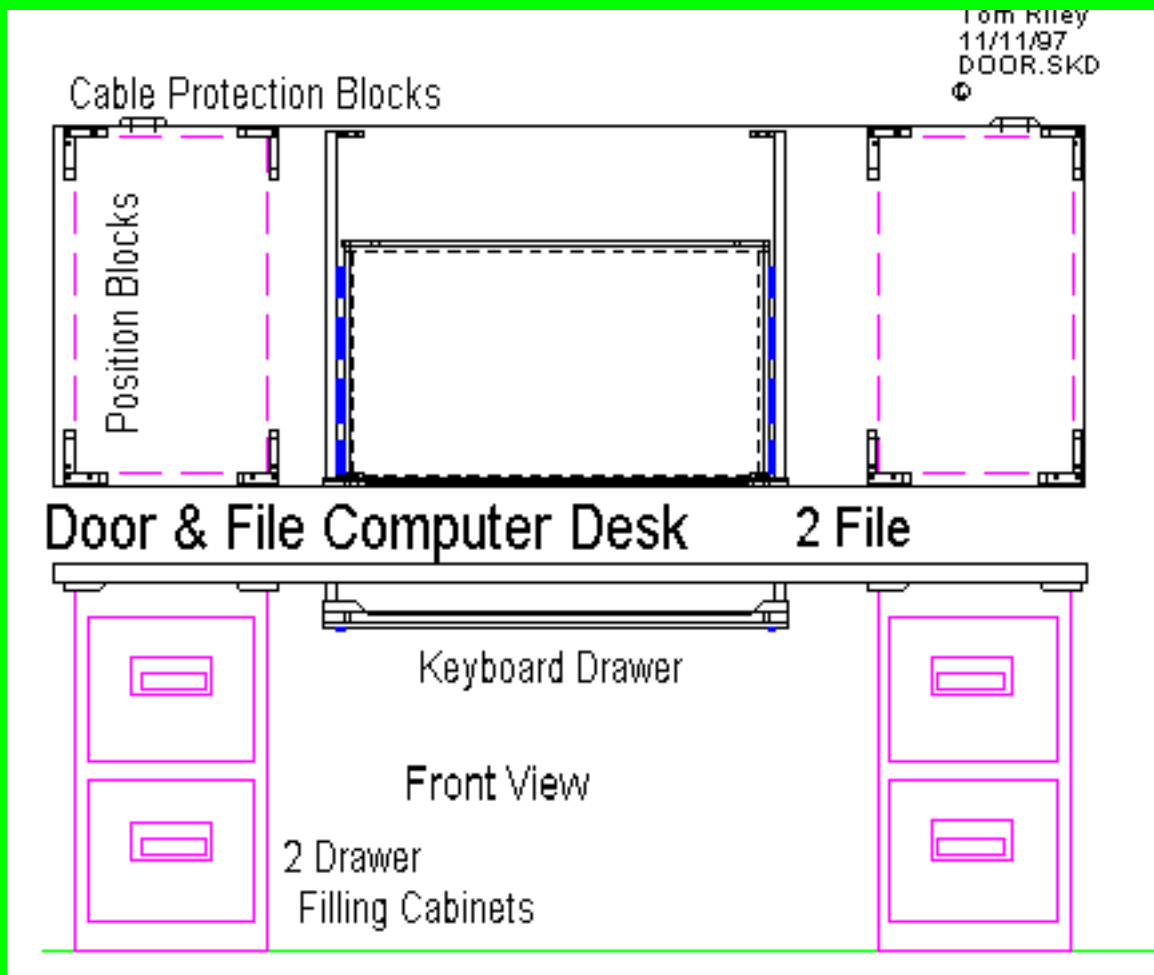 Tom Riley
11/11/97
DOOR.SKD
©
Cable Protection Blocks
Position Blocks
Door & File Computer Desk 2 File
Keyboard Drawer
Front View
2 Drawer
Filling Cabinets